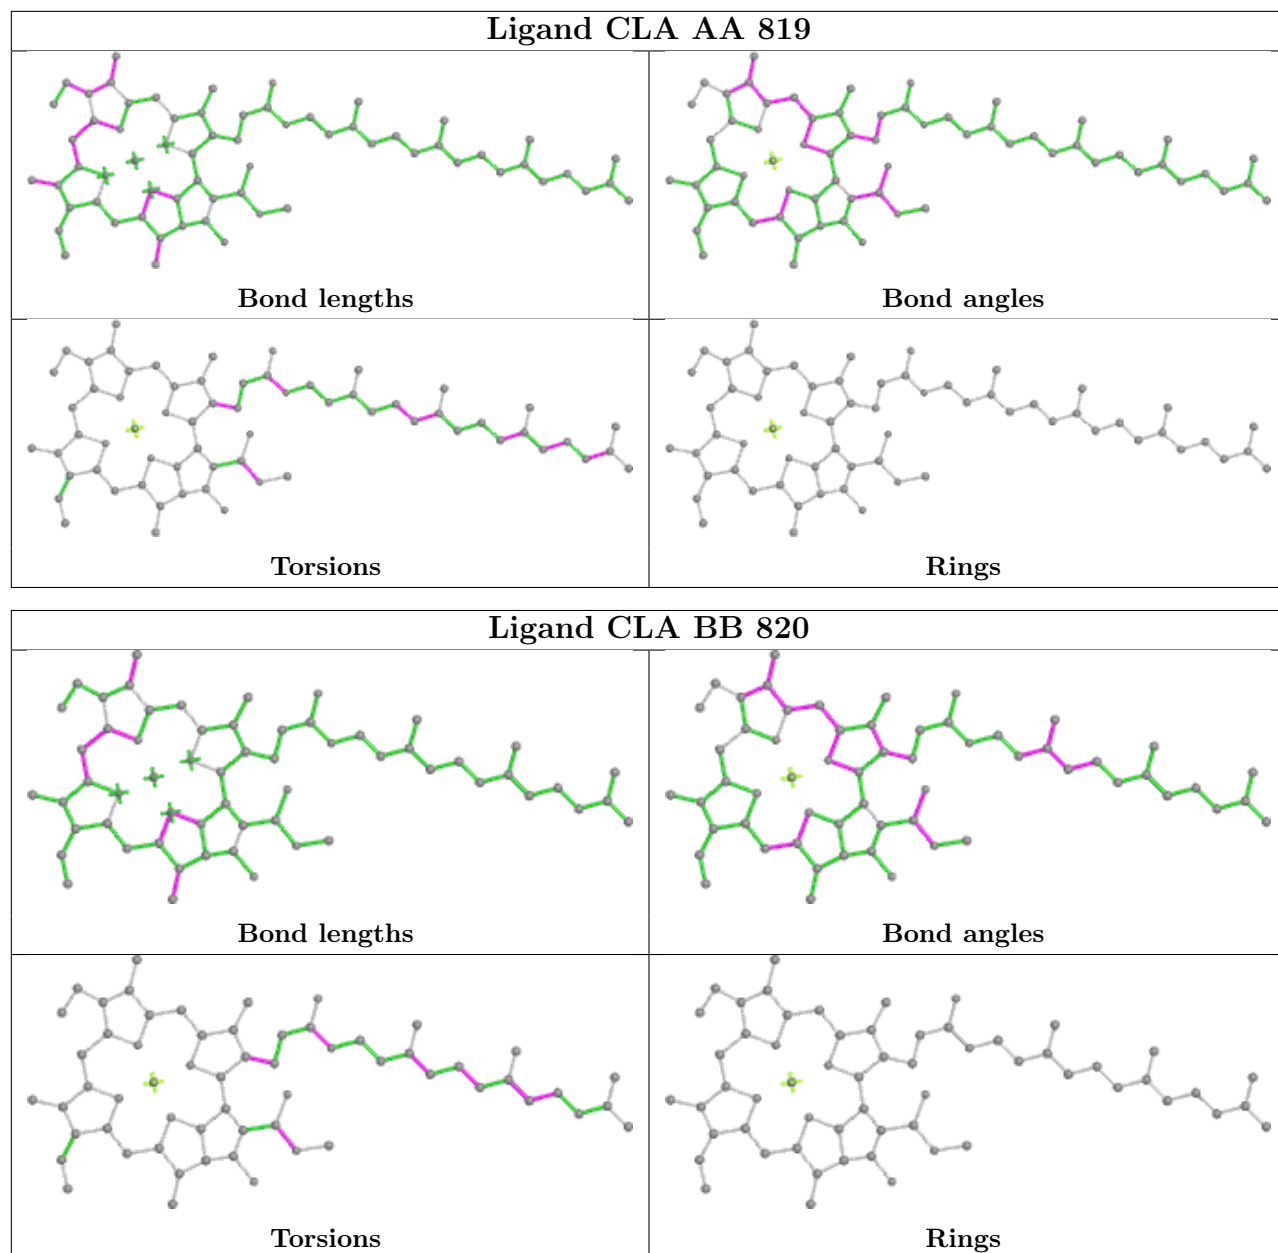 Ligand CLA AA 819
Bond lengths
Bond angles
Torsions
Rings
Ligand CLA BB 820
Bond lengths
Bond angles
Torsions
Rings